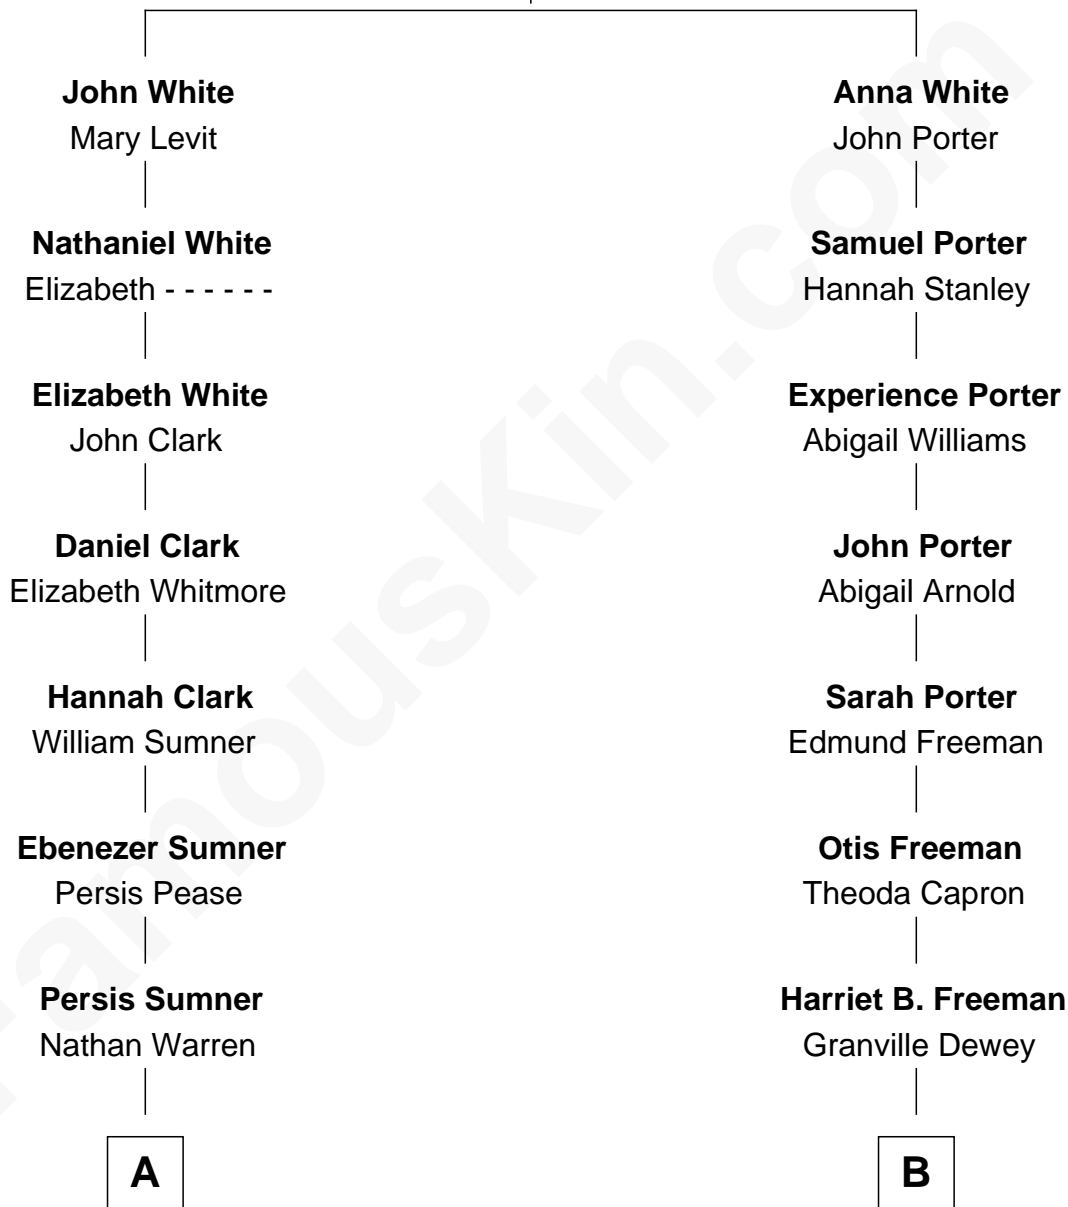 John White
Mary Levit
Nathaniel White
Elizabeth - - - - - -
Elizabeth White
John Clark
Daniel Clark
Elizabeth Whitmore
Hannah Clark
William Sumner
Ebenezer Sumner
Persis Pease
Persis Sumner
Nathan Warren
A
Anna White
John Porter
Samuel Porter
Hannah Stanley
Experience Porter
Abigail Williams
John Porter
Abigail Arnold
Sarah Porter
Edmund Freeman
Otis Freeman
Theoda Capron
Harriet B. Freeman
Granville Dewey
B
FamousKin.com